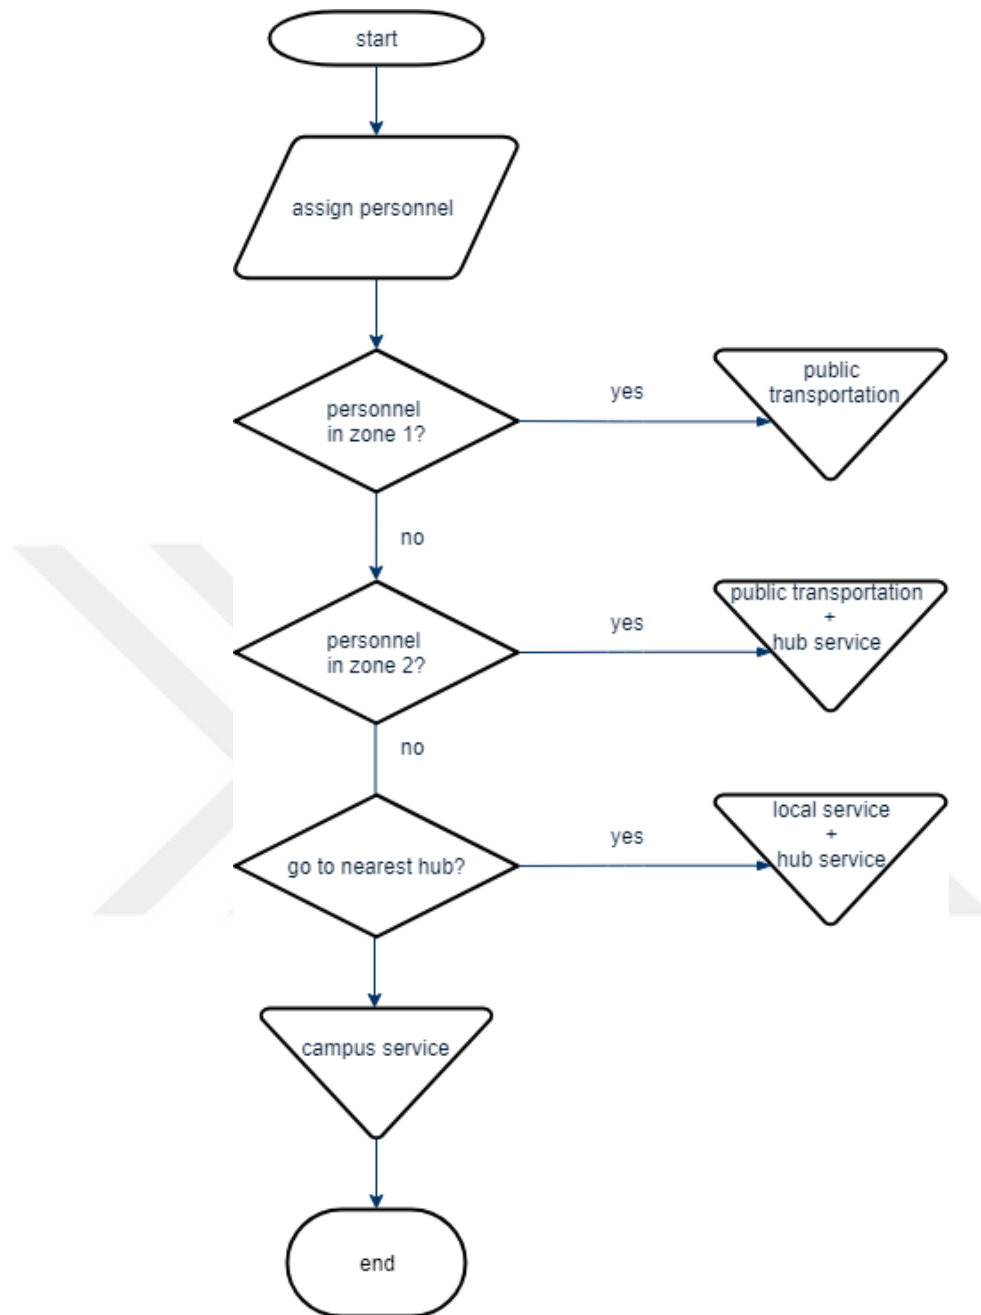 start
assign personnel
personnel
in zone 1?
yes
public
transportation
no
personnel
in zone 2?
yes
public transportation
+
hub service
no
go to nearest hub?
yes
local service
+
hub service
campus service
end